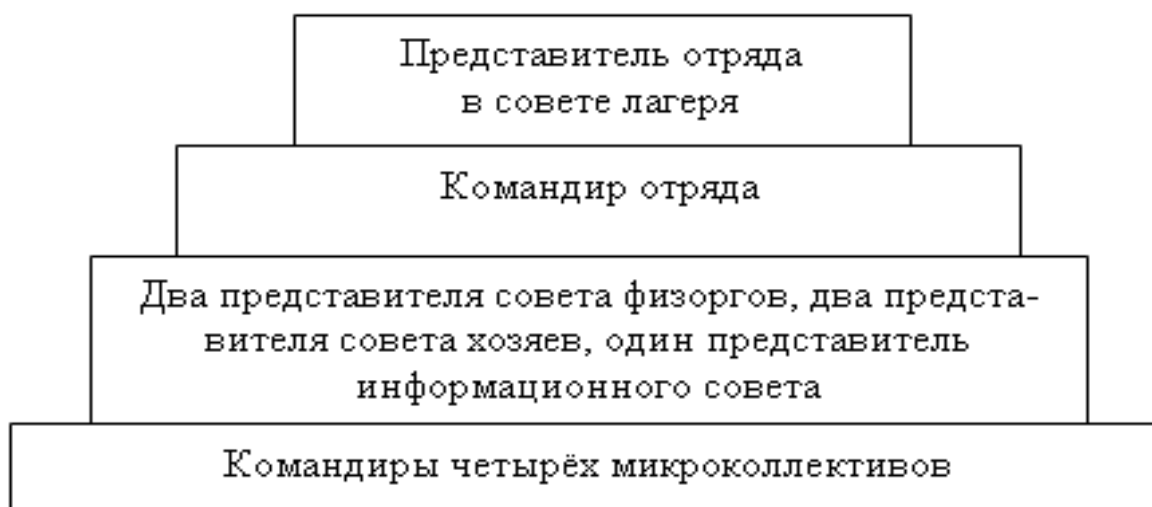 Представитель отряда
в совете лагеря
Командир отряда
Два представителя совета физоргов, два предста-
вителя совета хозяев, один представитель
информационного совета
Командиры четырёх микроколлективов